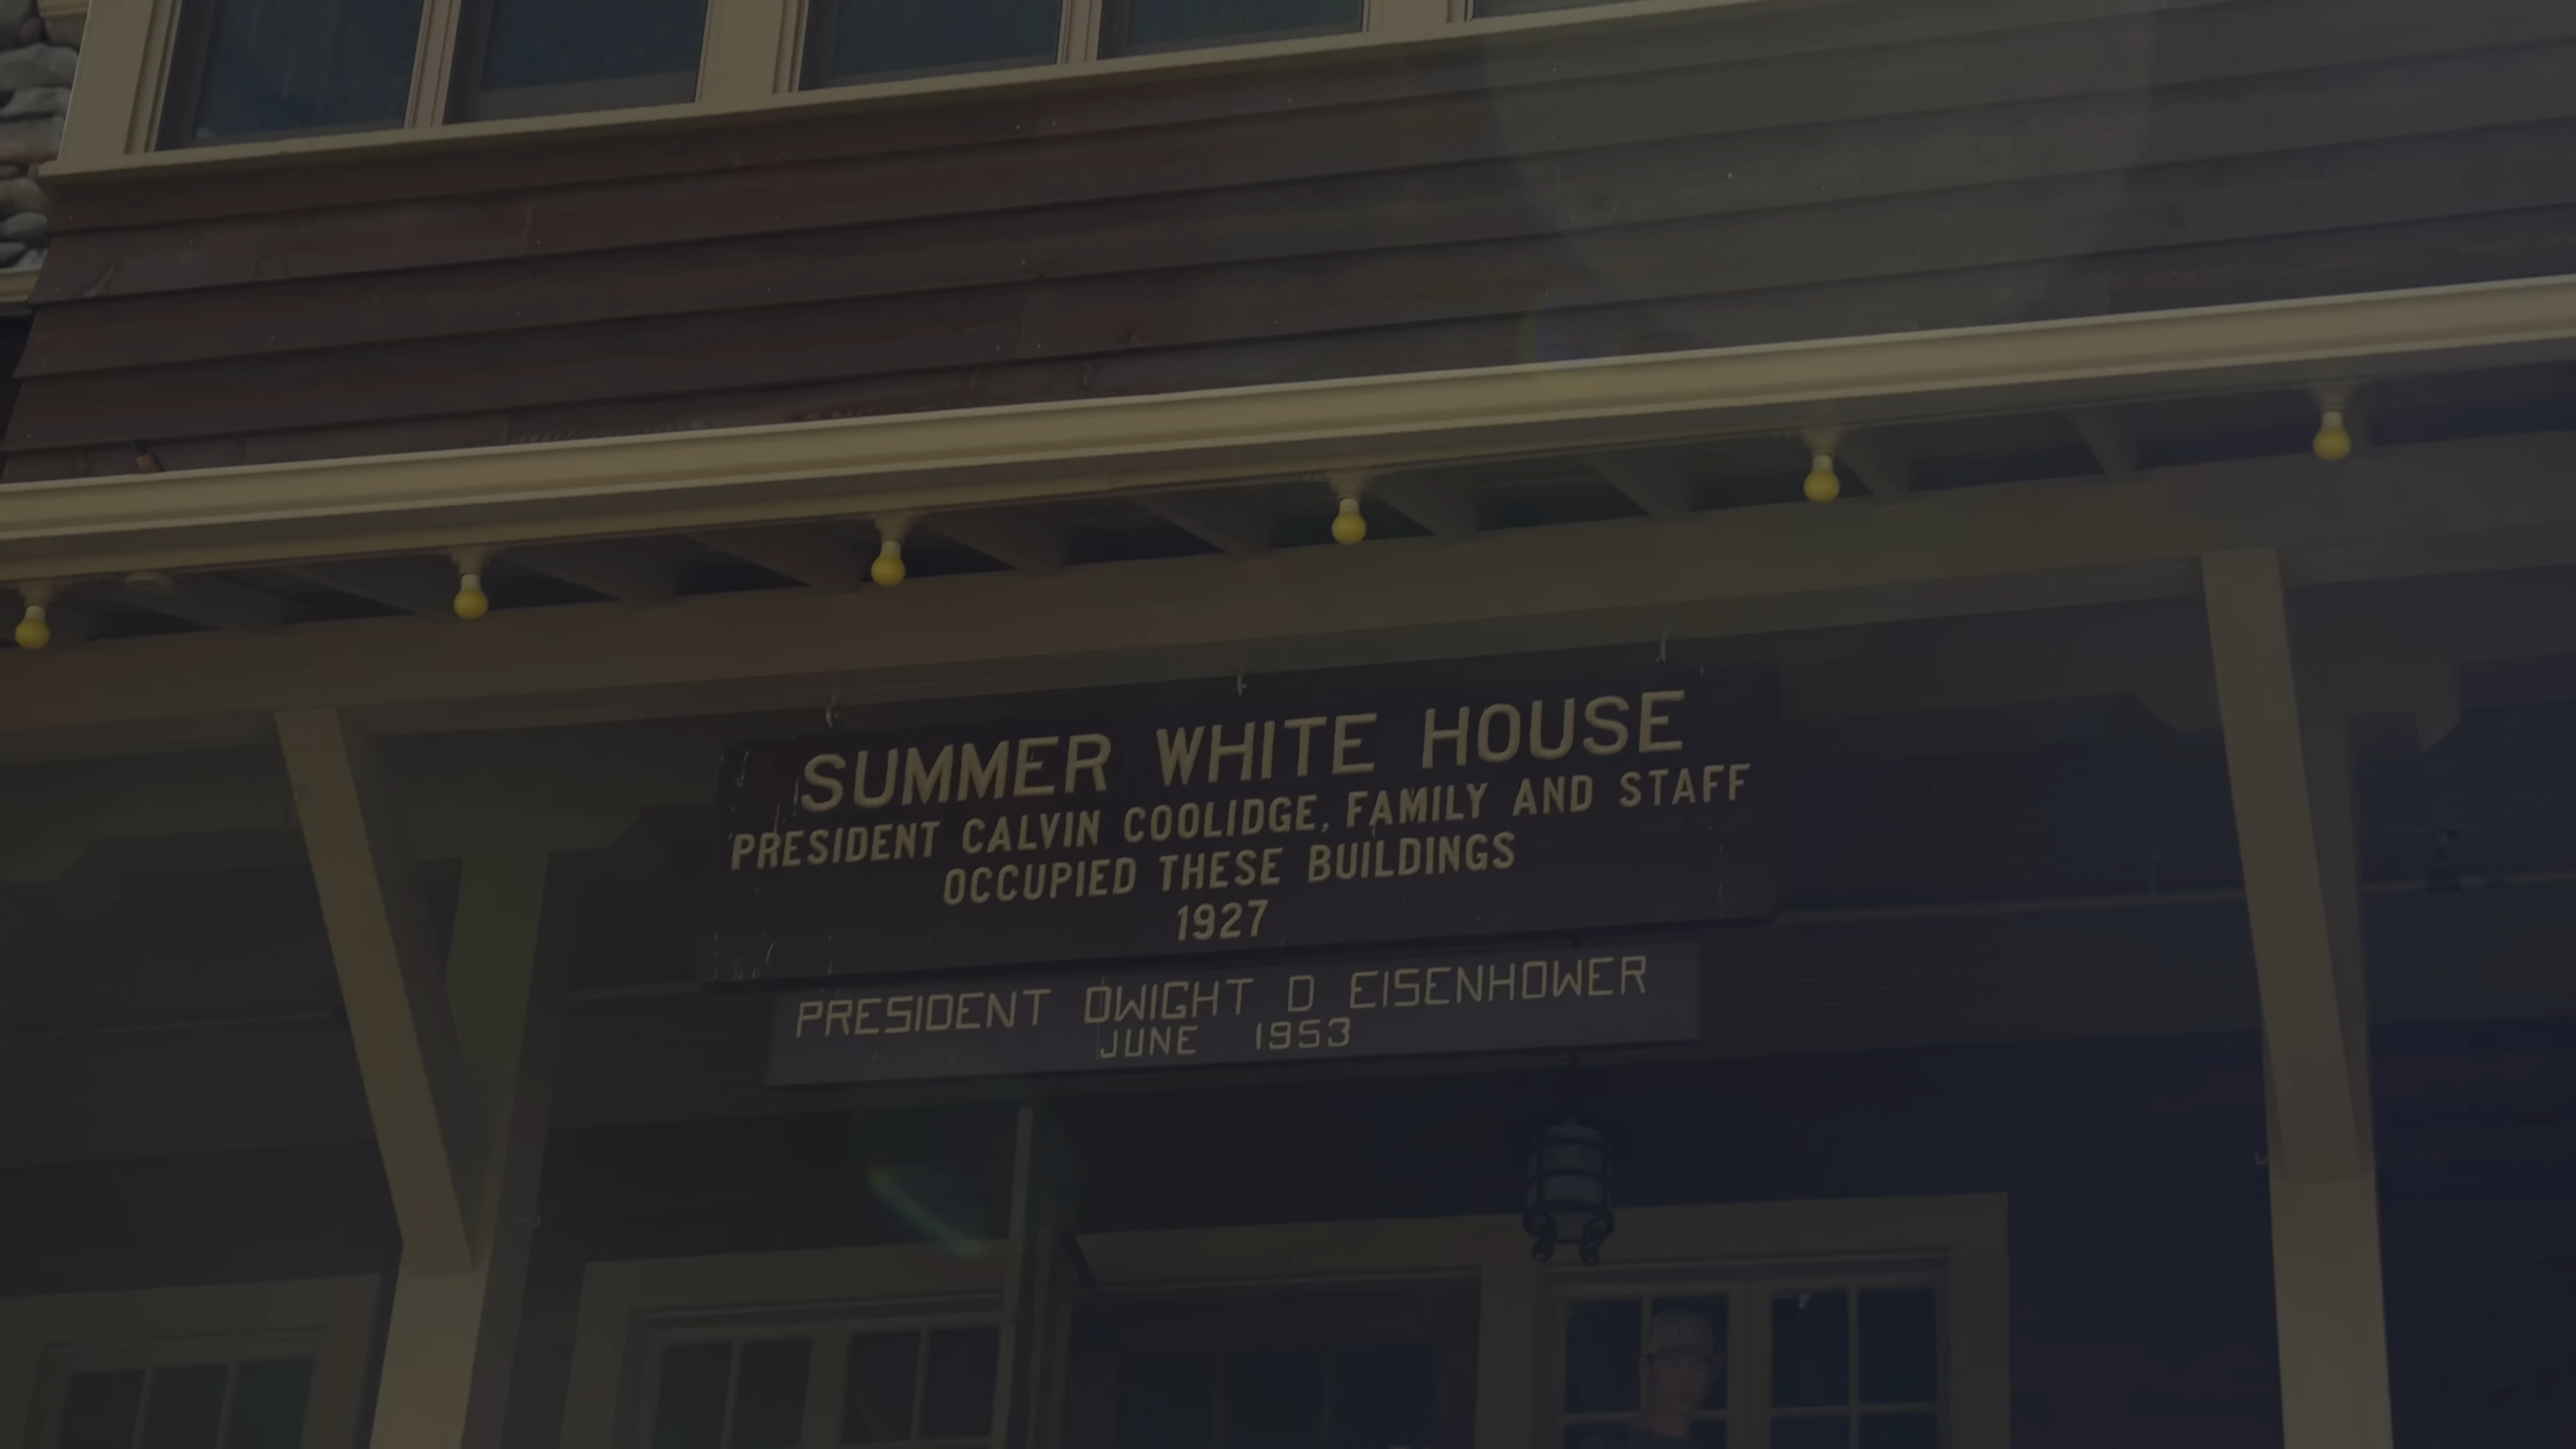 SUMMER WHITE HOUSE
PRESIDENT CALVIN COOLIDGE, FAMILY AND STAFF
OCCUPIED THESE BUILDINGS
1927
PRESIDENT DWIGHT D EISENHOWER
JUNE 1953